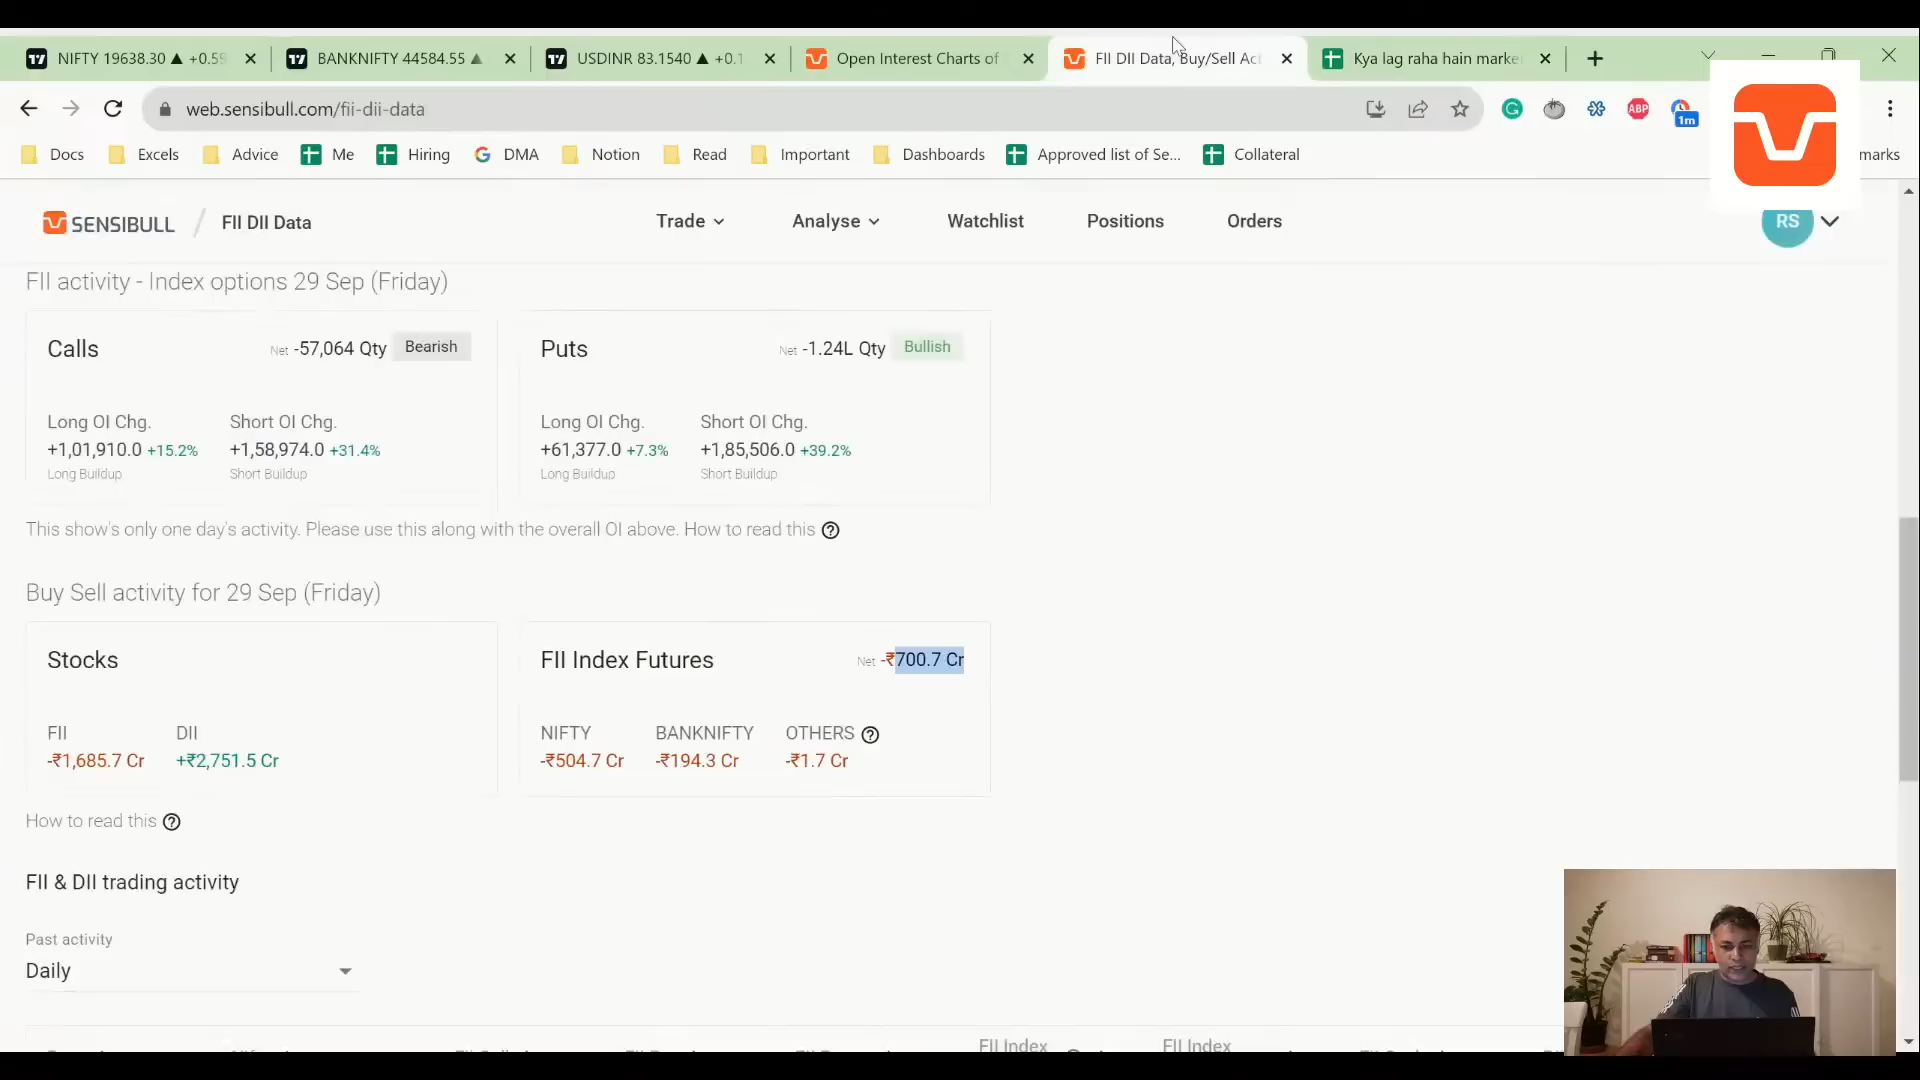 NIFTY 19638.30 ▲ +0.59
BANKNIFTY 44584.55 ▲
USDINR 83.1540 ▲ +0.1
Open Interest Charts of
FII DII Data, Buy/Sell Act
Kya lag raha hain marke
web.sensibull.com/fii-dii-data
ABP
1m
Docs
Excels
Advice
Me
Hiring
DMA
Notion
Read
Important
Dashboards
Approved list of Se...
Collateral
marks
SENSIBULL / FII DII Data
Trade
Analyse
Watchlist
Positions
Orders
RS
FII activity - Index options 29 Sep (Friday)
Calls
Net -57,064 Qty Bearish
Long OI Chg.
+1,01,910.0 +15.2%
Long Buildup
Short OI Chg.
+1,58,974.0 +31.4%
Short Buildup
Puts
Net -1.24L Qty Bullish
Long OI Chg.
+61,377.0 +7.3%
Long Buildup
Short OI Chg.
+1,85,506.0 +39.2%
Short Buildup
This show's only one day's activity. Please use this along with the overall OI above. How to read this
Buy Sell activity for 29 Sep (Friday)
Stocks
FII
-₹1,685.7 Cr
DII
+₹2,751.5 Cr
FII Index Futures
Net -₹700.7 Cr
NIFTY
-₹504.7 Cr
BANKNIFTY
-₹194.3 Cr
OTHERS
-₹1.7 Cr
How to read this
FII & DII trading activity
Past activity
Daily
FII Index
FII Index